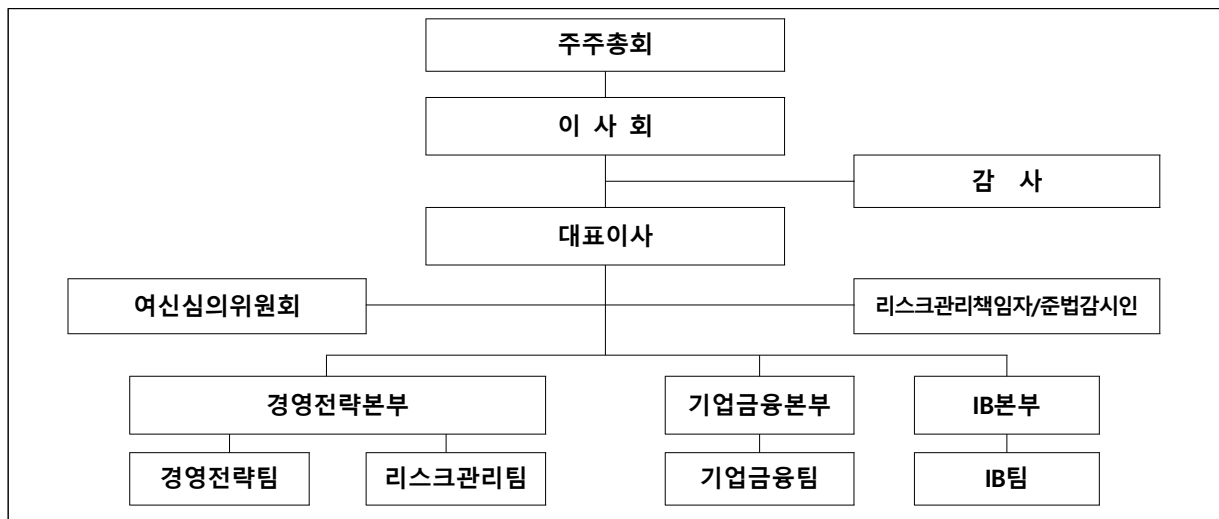 주주총회
이 사 회
감 사
대표이사
여신심의위원회
리스크관리책임자/준법감시인
경영전략본부
기업금융본부
IB본부
경영전략팀
리스크관리팀
기업금융팀
IB팀